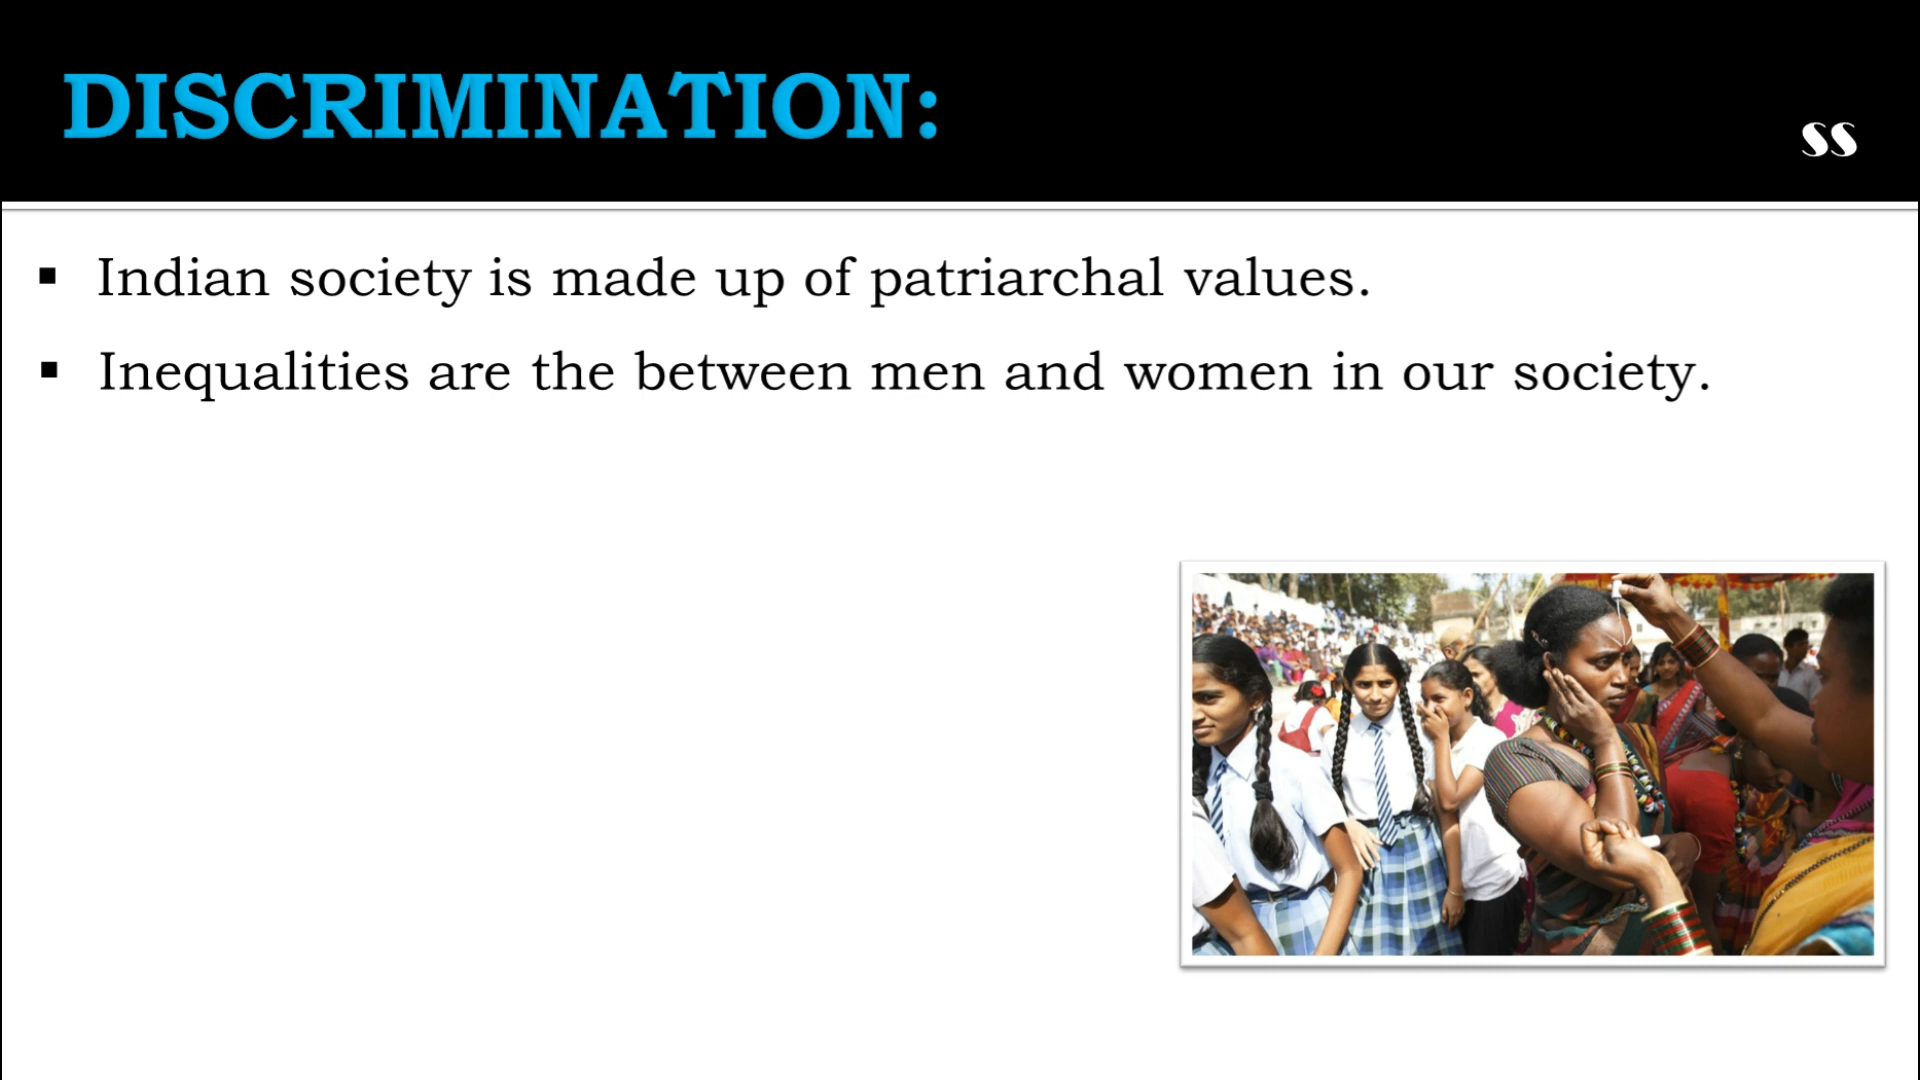 DISCRIMINATION:
SS
▪ Indian society is made up of patriarchal values.
▪ Inequalities are the between men and women in our society.